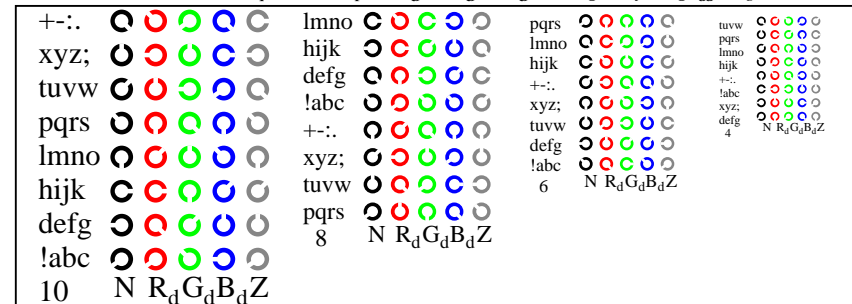 +-:.
xyz;
tuvw
pqrs
lmno
hijk
defg
!abc
10 N RdGdBdZ
lmno
hijk
defg
!abc
+-:.
xyz;
tuvw
pqrs
8 N RdGdBdZ
pqrs
lmno
hijk
+-:.
xyz;
tuvw
defg
!abc
6 N RdGdBdZ
tuvw
pqrs
lmno
hijk
+-:.
!abc
xyz;
defg
4 N RdGdBdZ